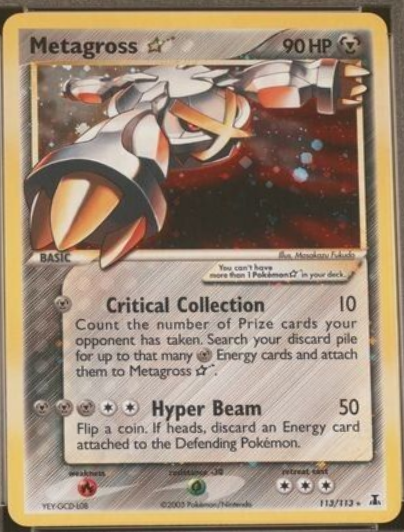 Metagross ☆ 90 HP
BASIC
Illus. Masakazu Fukuda
You can't have
more than 1 Pokémon☆ in your deck.
Critical Collection 10
Count the number of Prize cards your
opponent has taken. Search your discard pile
for up to that many Energy cards and attach
them to Metagross ☆.
Hyper Beam 50
Flip a coin. If heads, discard an Energy card
attached to the Defending Pokémon.
weakness resistance -30 retreat cost
YEY-GCD-L08 ©2005 Pokémon/Nintendo 113/113 ★